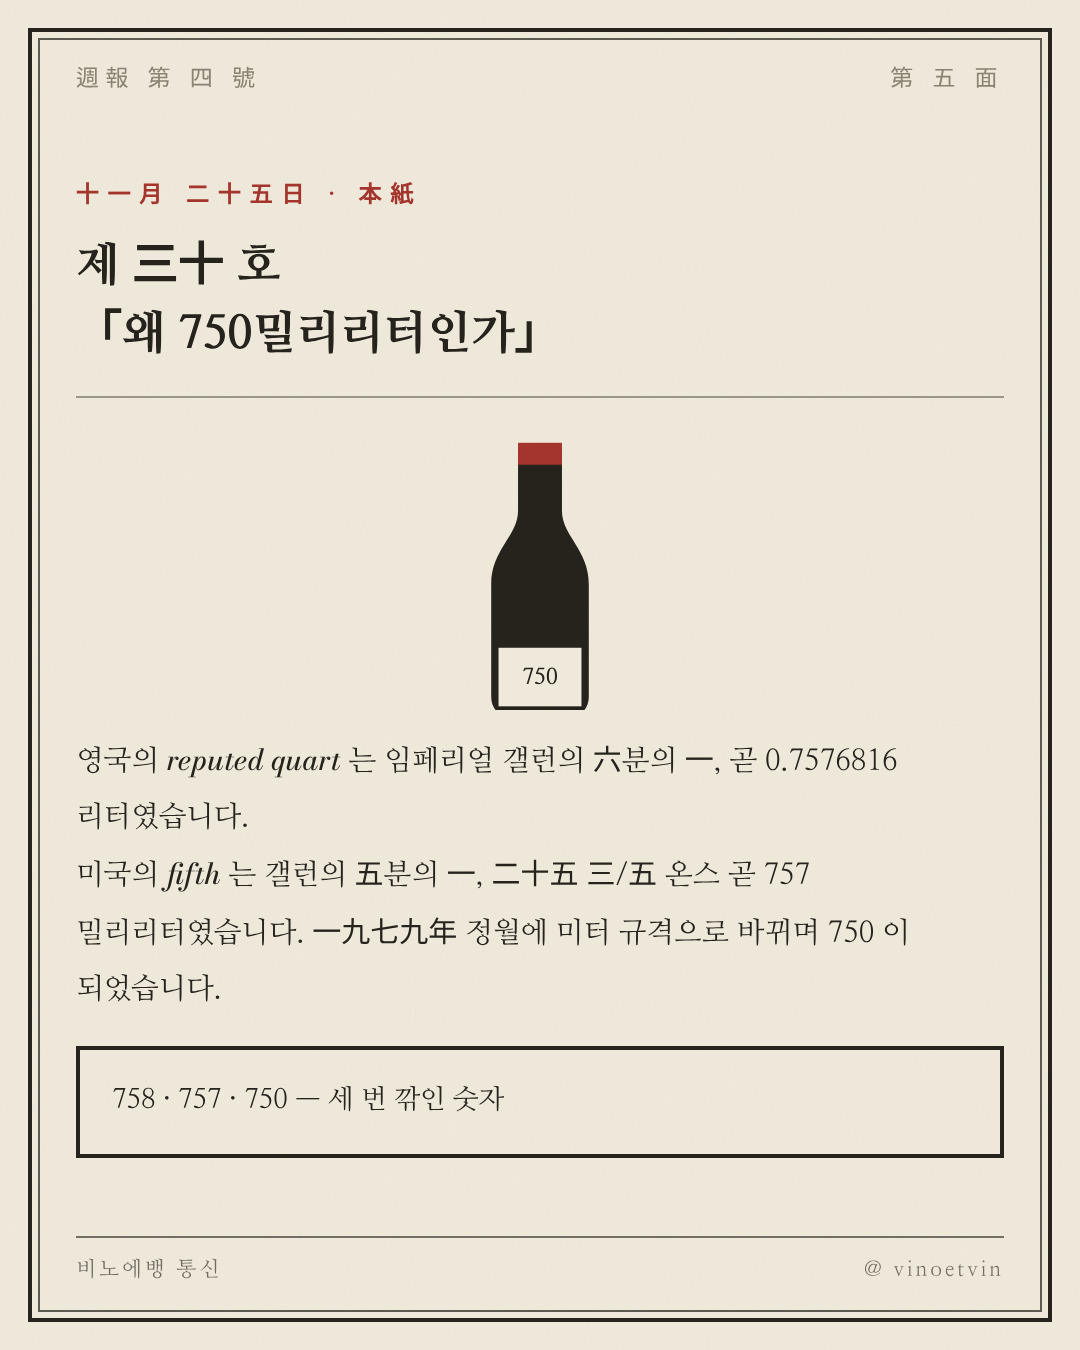 週報 第 四 號
第 五 面
十一月 二十五日 · 本紙
제 三十 호
「왜 750밀리리터인가」
750
영국의 reputed quart 는 임페리얼 갤런의 六분의 一, 곧 0.7576816
리터였습니다.
미국의 fifth 는 갤런의 五분의 一, 二十五 三/五 온스 곧 757
밀리리터였습니다. 一九七九年 정월에 미터 규격으로 바뀌며 750 이
되었습니다.
758 · 757 · 750 — 세 번 깎인 숫자
비노에뱅 통신
@ vinoetvin